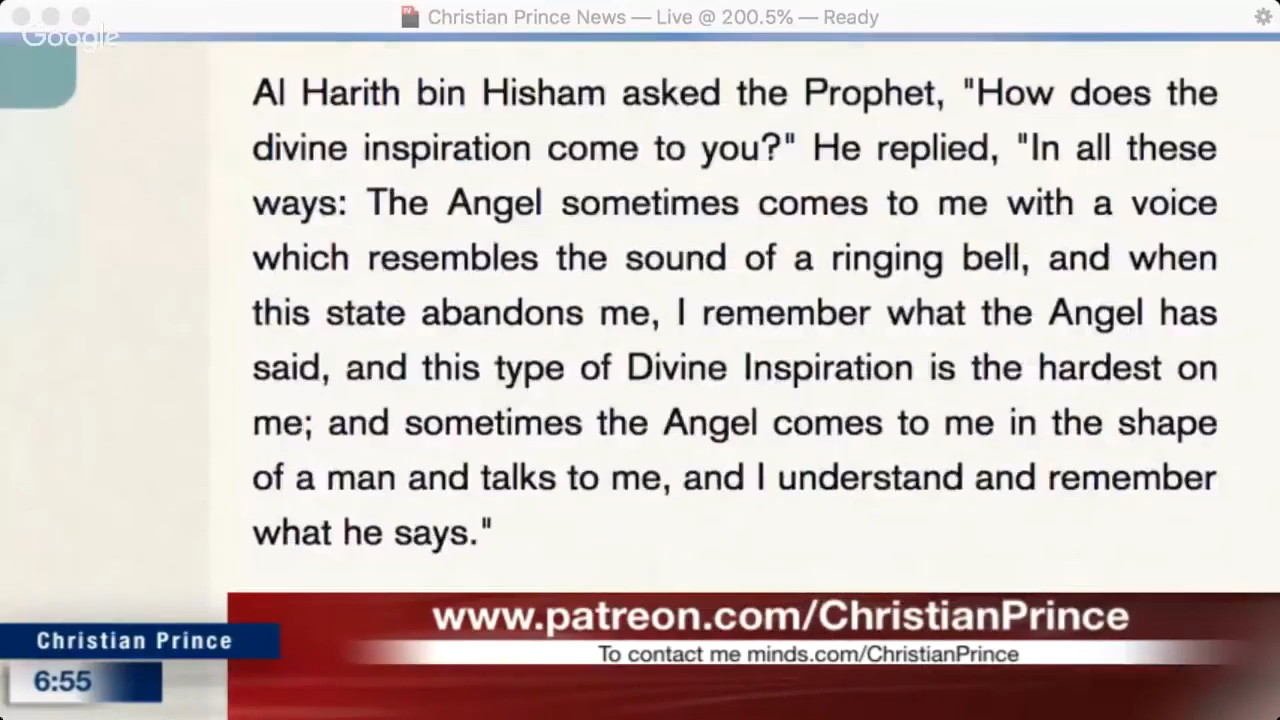 Christian Prince News — Live @ 200.5% — Ready
Google
Al Harith bin Hisham asked the Prophet, "How does the
divine inspiration come to you?" He replied, "In all these
ways: The Angel sometimes comes to me with a voice
which resembles the sound of a ringing bell, and when
this state abandons me, I remember what the Angel has
said, and this type of Divine Inspiration is the hardest on
me; and sometimes the Angel comes to me in the shape
of a man and talks to me, and I understand and remember
what he says."
www.patreon.com/ChristianPrince
To contact me minds.com/ChristianPrince
Christian Prince
6:55